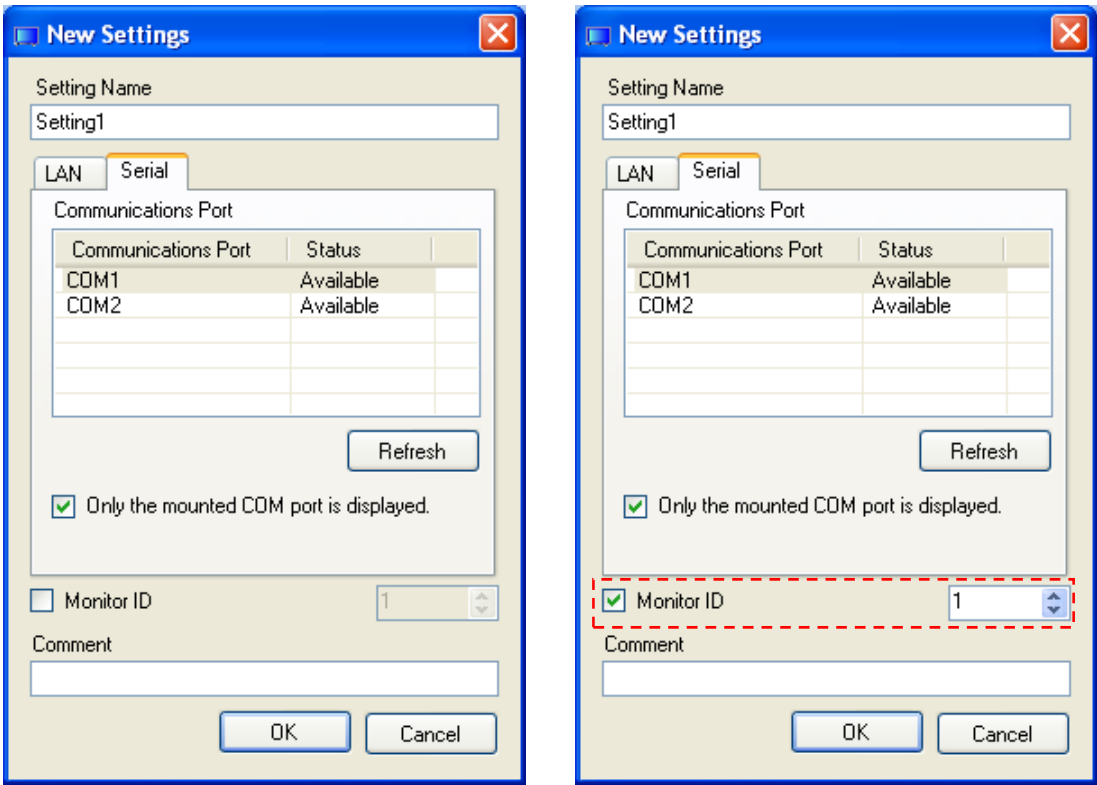 New Settings
Setting Name
Setting1
LAN Serial
Communications Port
Communications Port Status
COM1 Available
COM2 Available
Refresh
Only the mounted COM port is displayed.
Monitor ID 1
Comment
OK Cancel
New Settings
Setting Name
Setting1
LAN Serial
Communications Port
Communications Port Status
COM1 Available
COM2 Available
Refresh
Only the mounted COM port is displayed.
Monitor ID 1
Comment
OK Cancel